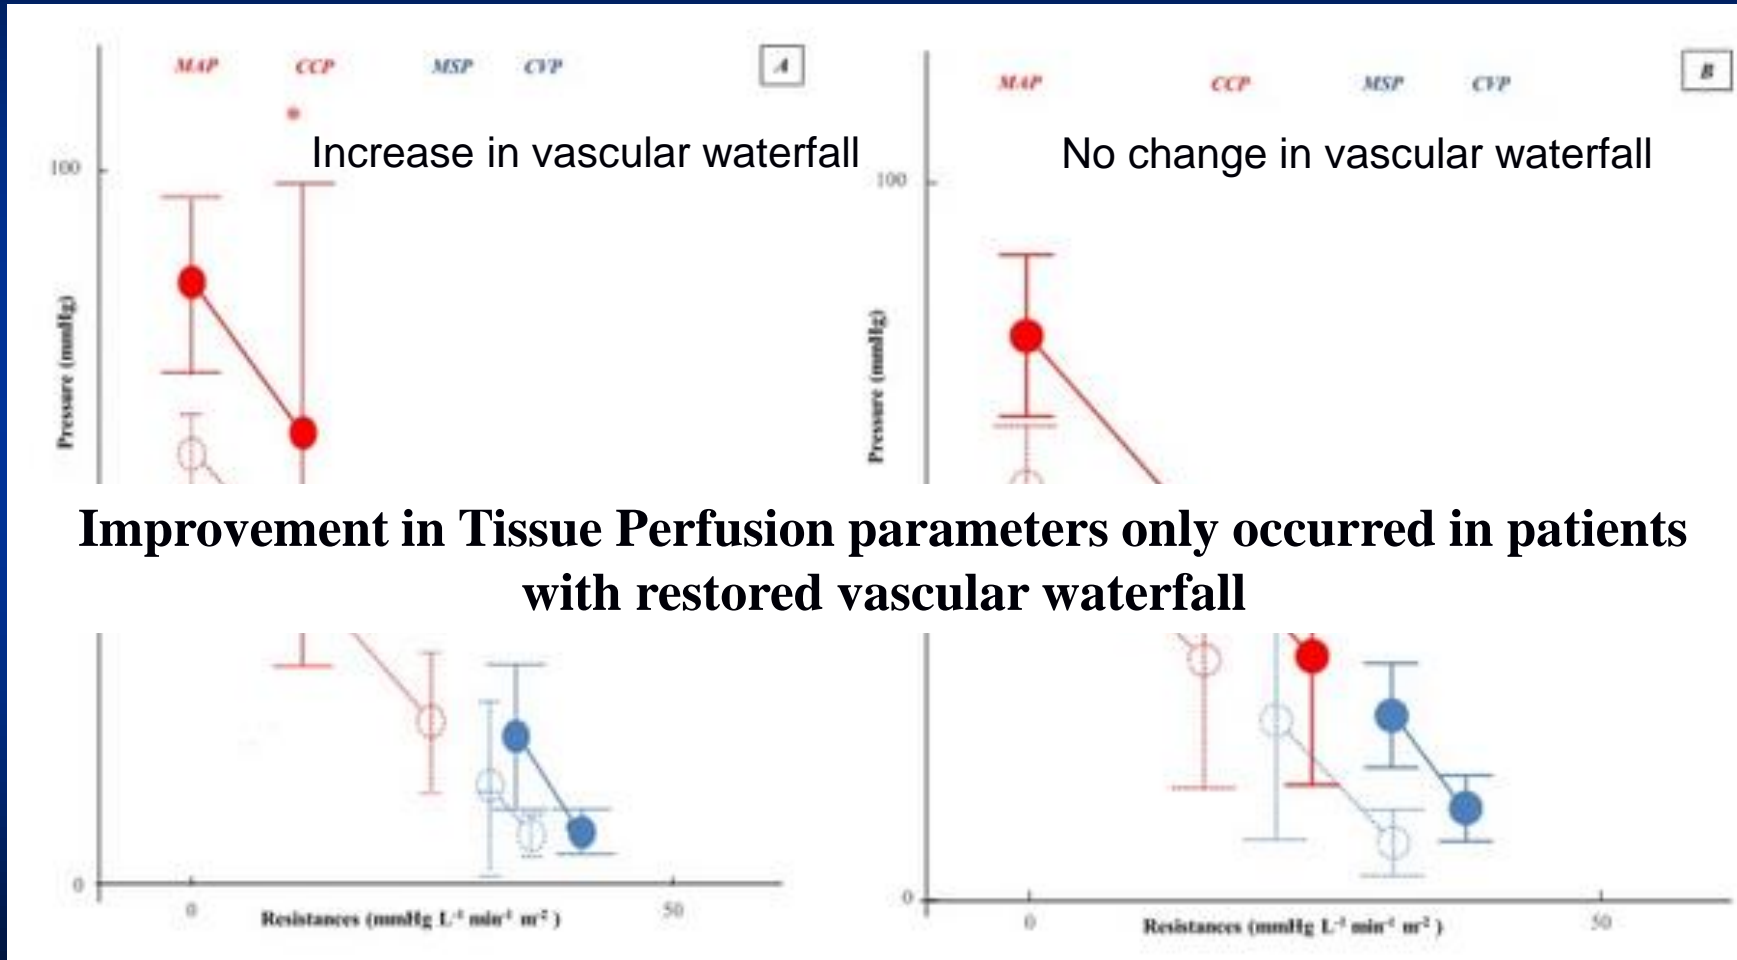 MAP CCP MSP CVP A
MAP CCP MSP CVP B
*
Increase in vascular waterfall
No change in vascular waterfall
100
100
Pressure (mmHg)
Pressure (mmHg)
Improvement in Tissue Perfusion parameters only occurred in patients
with restored vascular waterfall
0
0
0 50
0 50
Resistances (mmHg L⁻¹ min⁻¹ m⁻²)
Resistances (mmHg L⁻¹ min⁻¹ m⁻²)